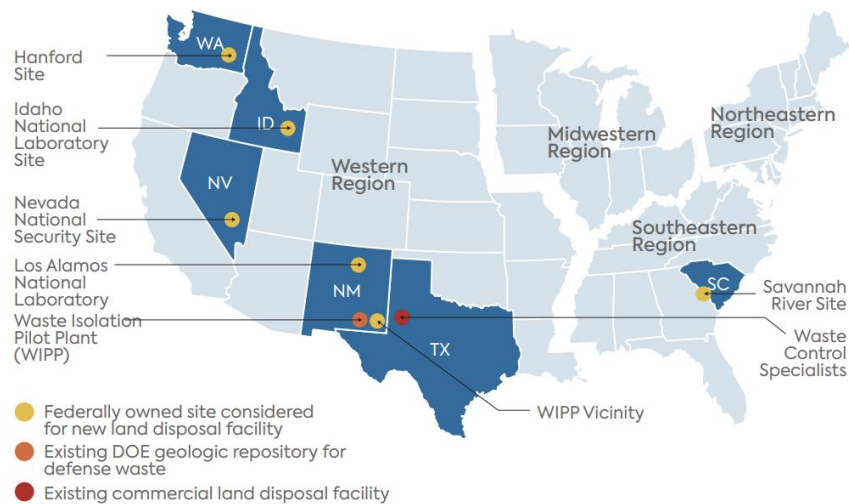 WA
Hanford
Site
Idaho
National
Laboratory
Site
ID
Northeastern
Region
Midwestern
Region
Western
Region
NV
Nevada
National
Security Site
Southeastern
Region
Los Alamos
National
Laboratory
NM
SC
Savannah
River Site
Waste Isolation
Pilot Plant
(WIPP)
TX
Waste
Control
Specialists
WIPP Vicinity
Federally owned site considered
for new land disposal facility
Existing DOE geologic repository for
defense waste
Existing commercial land disposal facility